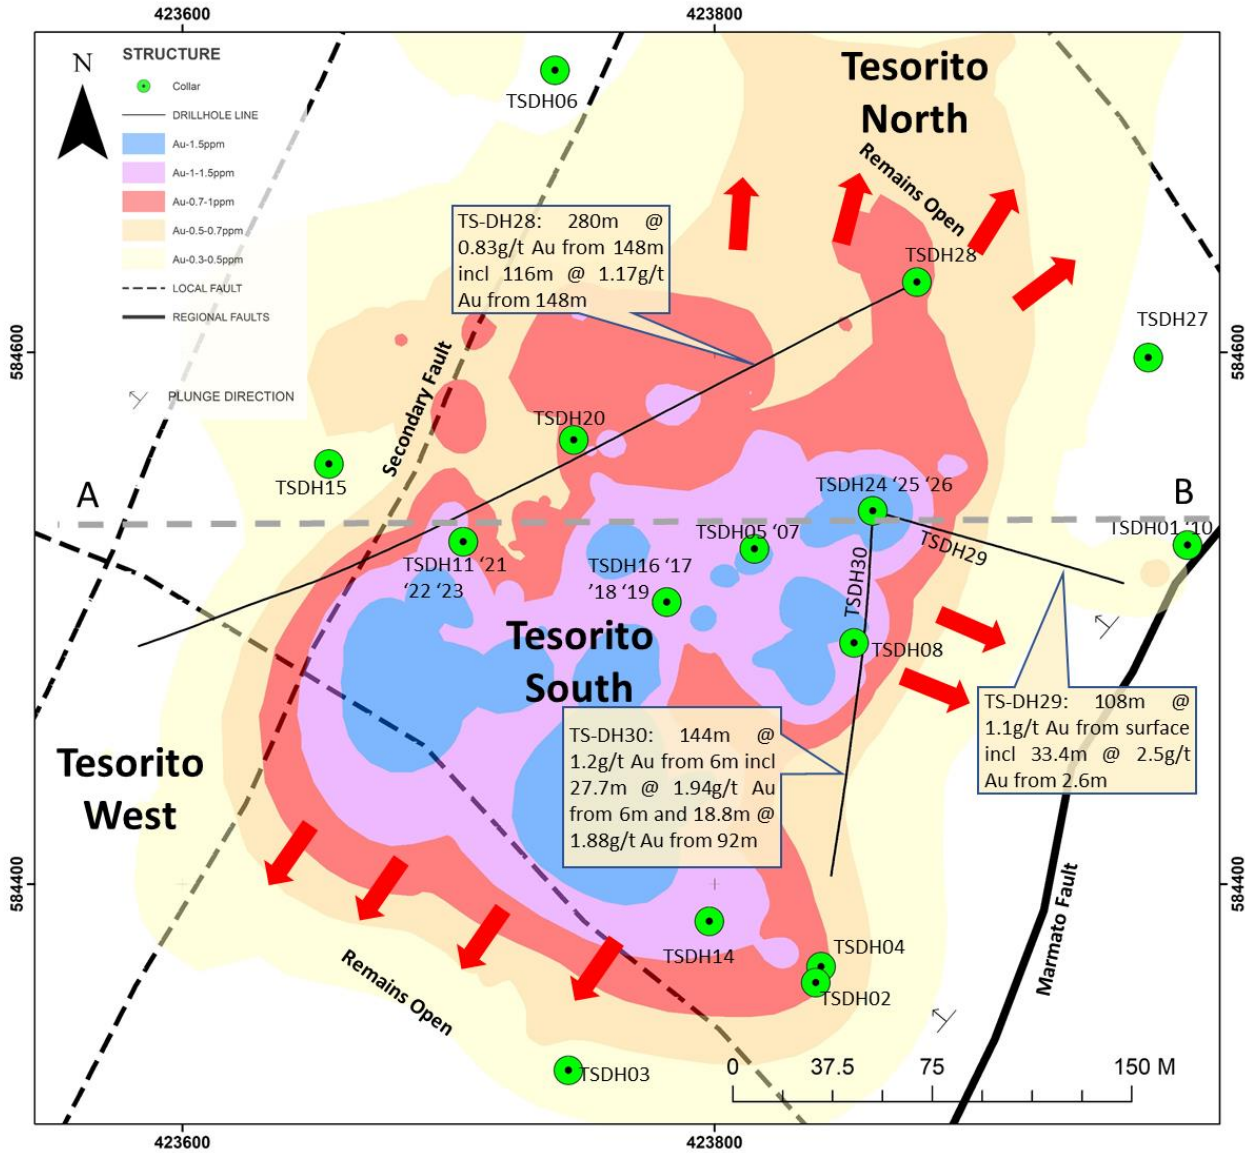 423600
423800
STRUCTURE
N
Collar
DRILLHOLE LINE
Au-1.5ppm
Au-1-1.5ppm
Au-0.7-1ppm
Au-0.5-0.7ppm
Au-0.3-0.5ppm
LOCAL FAULT
REGIONAL FAULTS
PLUNGE DIRECTION
TSDH06
Tesorito
North
Remains Open
TS-DH28: 280m @
0.83g/t Au from 148m
incl 116m @ 1.17g/t
Au from 148m
TSDH28
TSDH27
584600
584600
Secondary Fault
TSDH20
TSDH15
A
B
TSDH24 '25 '26
TSDH01 '10
TSDH05 '07
TSDH29
TSDH11 '21
'22 '23
TSDH16 '17
'18 '19
TSDH30
Tesorito
South
TSDH08
TS-DH29: 108m @
1.1g/t Au from surface
incl 33.4m @ 2.5g/t
Au from 2.6m
TS-DH30: 144m @
1.2g/t Au from 6m incl
27.7m @ 1.94g/t Au
from 6m and 18.8m @
1.88g/t Au from 92m
Tesorito
West
584400
584400
Marmato Fault
TSDH14
TSDH04
TSDH02
Remains Open
TSDH03
0 37.5 75 150 M
423600
423800